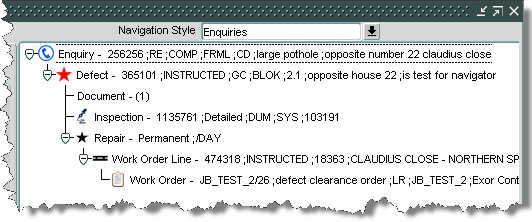 Navigation Style Enquiries
Enquiry - 256256 ;RE ;COMP ;FRML ;CD ;large pothole ;opposite number 22 claudius close
Defect - 365101 ;INSTRUCTED ;GC ;BLOK ;2.1 ;opposite house 22 ;is test for navigator
Document - (1)
Inspection - 1135761 ;Detailed ;DUM ;SYS ;103191
Repair - Permanent ;/DAY
Work Order Line - 474318 ;INSTRUCTED ;18363 ;CLAUDIUS CLOSE - NORTHERN SP
Work Order - JB_TEST_2/26 ;defect clearance order ;LR ;JB_TEST_2 ;Exor Cont